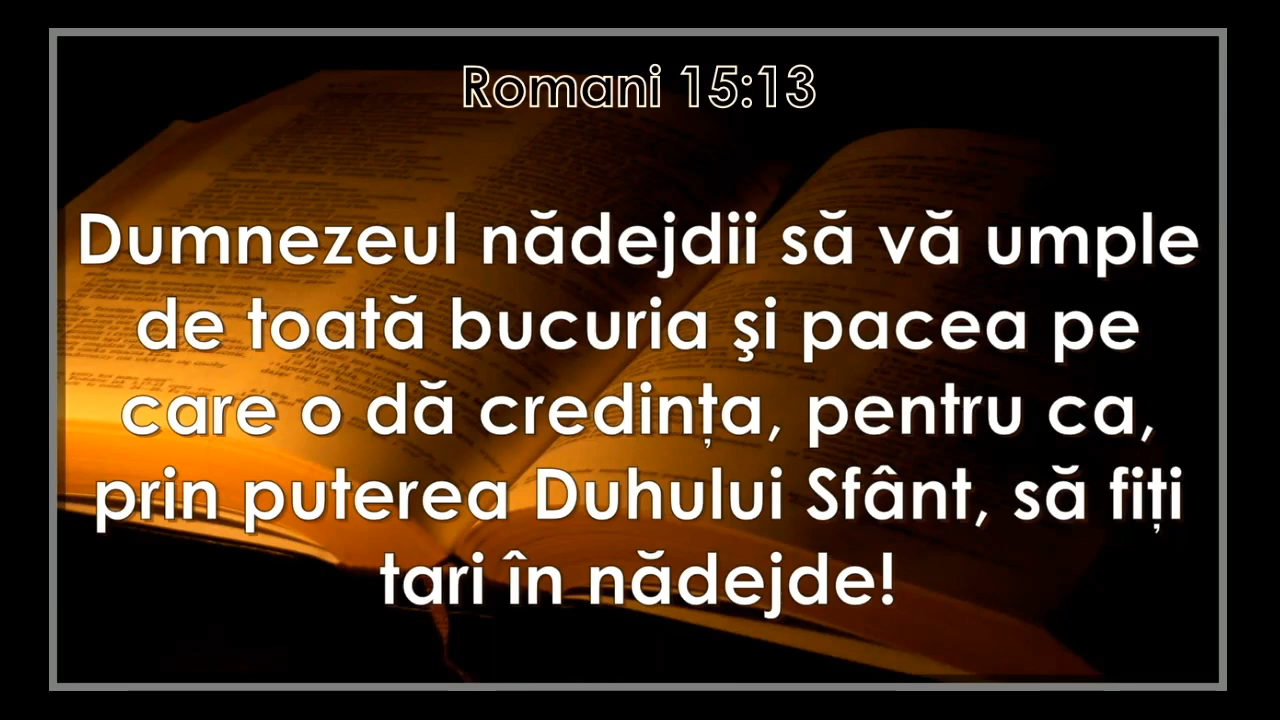 Romani 15:13
Dumnezeul nădejdii să vă umple
de toată bucuria şi pacea pe
care o dă credința, pentru ca,
prin puterea Duhului Sfânt, să fiți
tari în nădejde!